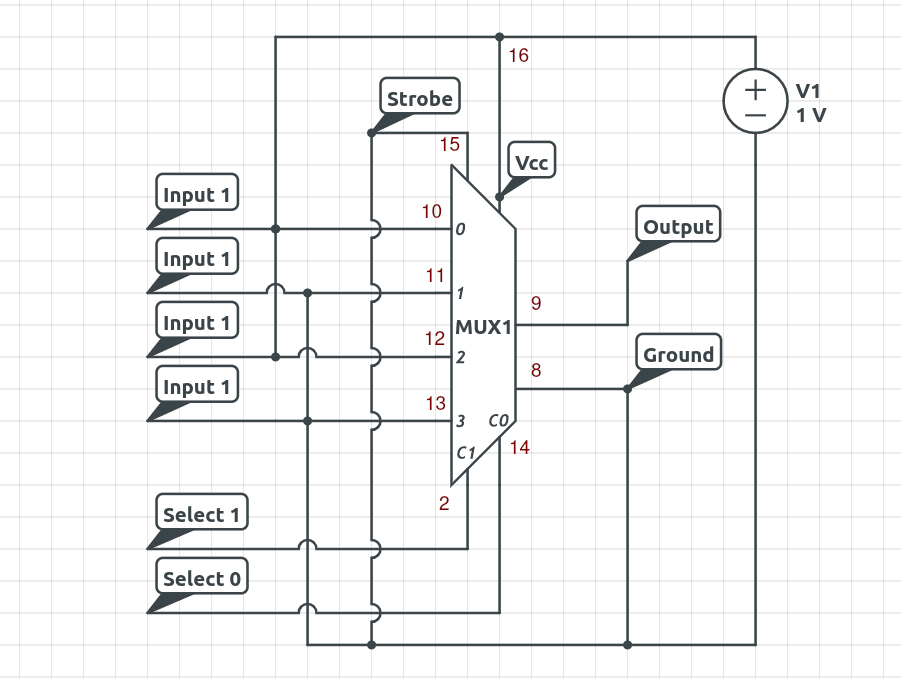 16
V1
1 V
Strobe
15
Vcc
Input 1
10
0
Output
Input 1
11
1
9
MUX1
Input 1
12
2
Ground
8
Input 1
13
3
C0
14
C1
2
Select 1
Select 0